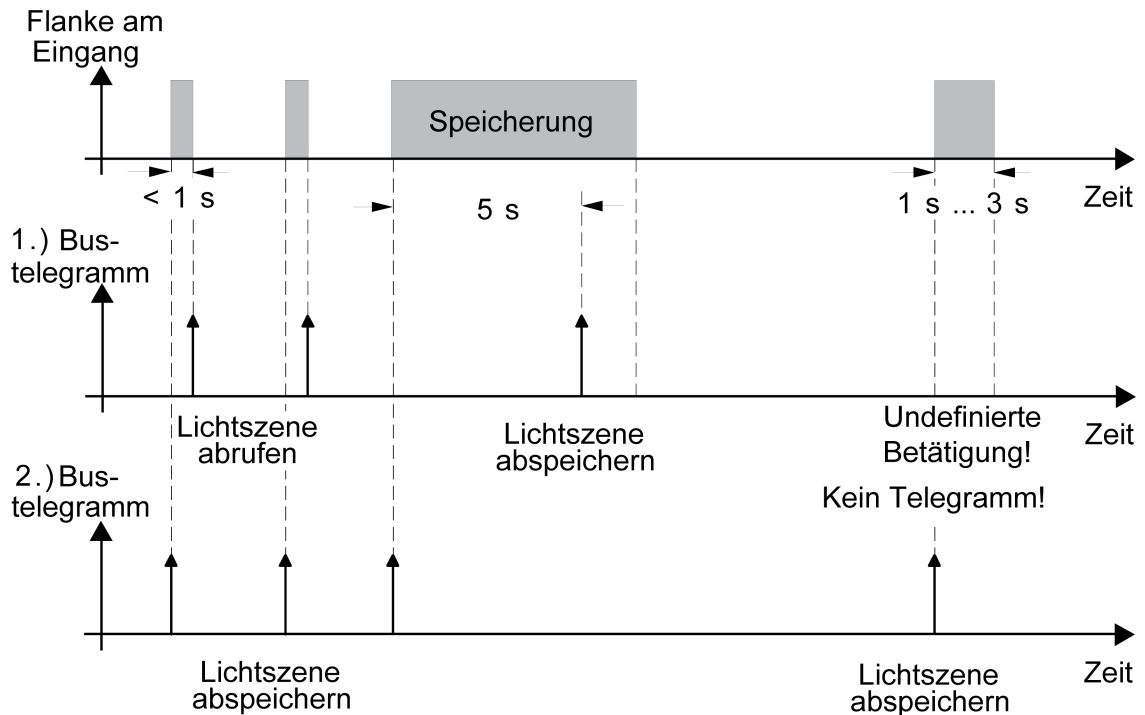 Flanke am
Eingang
Speicherung
< 1 s
5 s
1 s ... 3 s
Zeit
1.) Bus-
telegramm
Lichtszene
abrufen
Lichtszene
abspeichern
Undefinierte
Betätigung!
Zeit
Kein Telegramm!
2.) Bus-
telegramm
Lichtszene
abspeichern
Lichtszene
abspeichern
Zeit